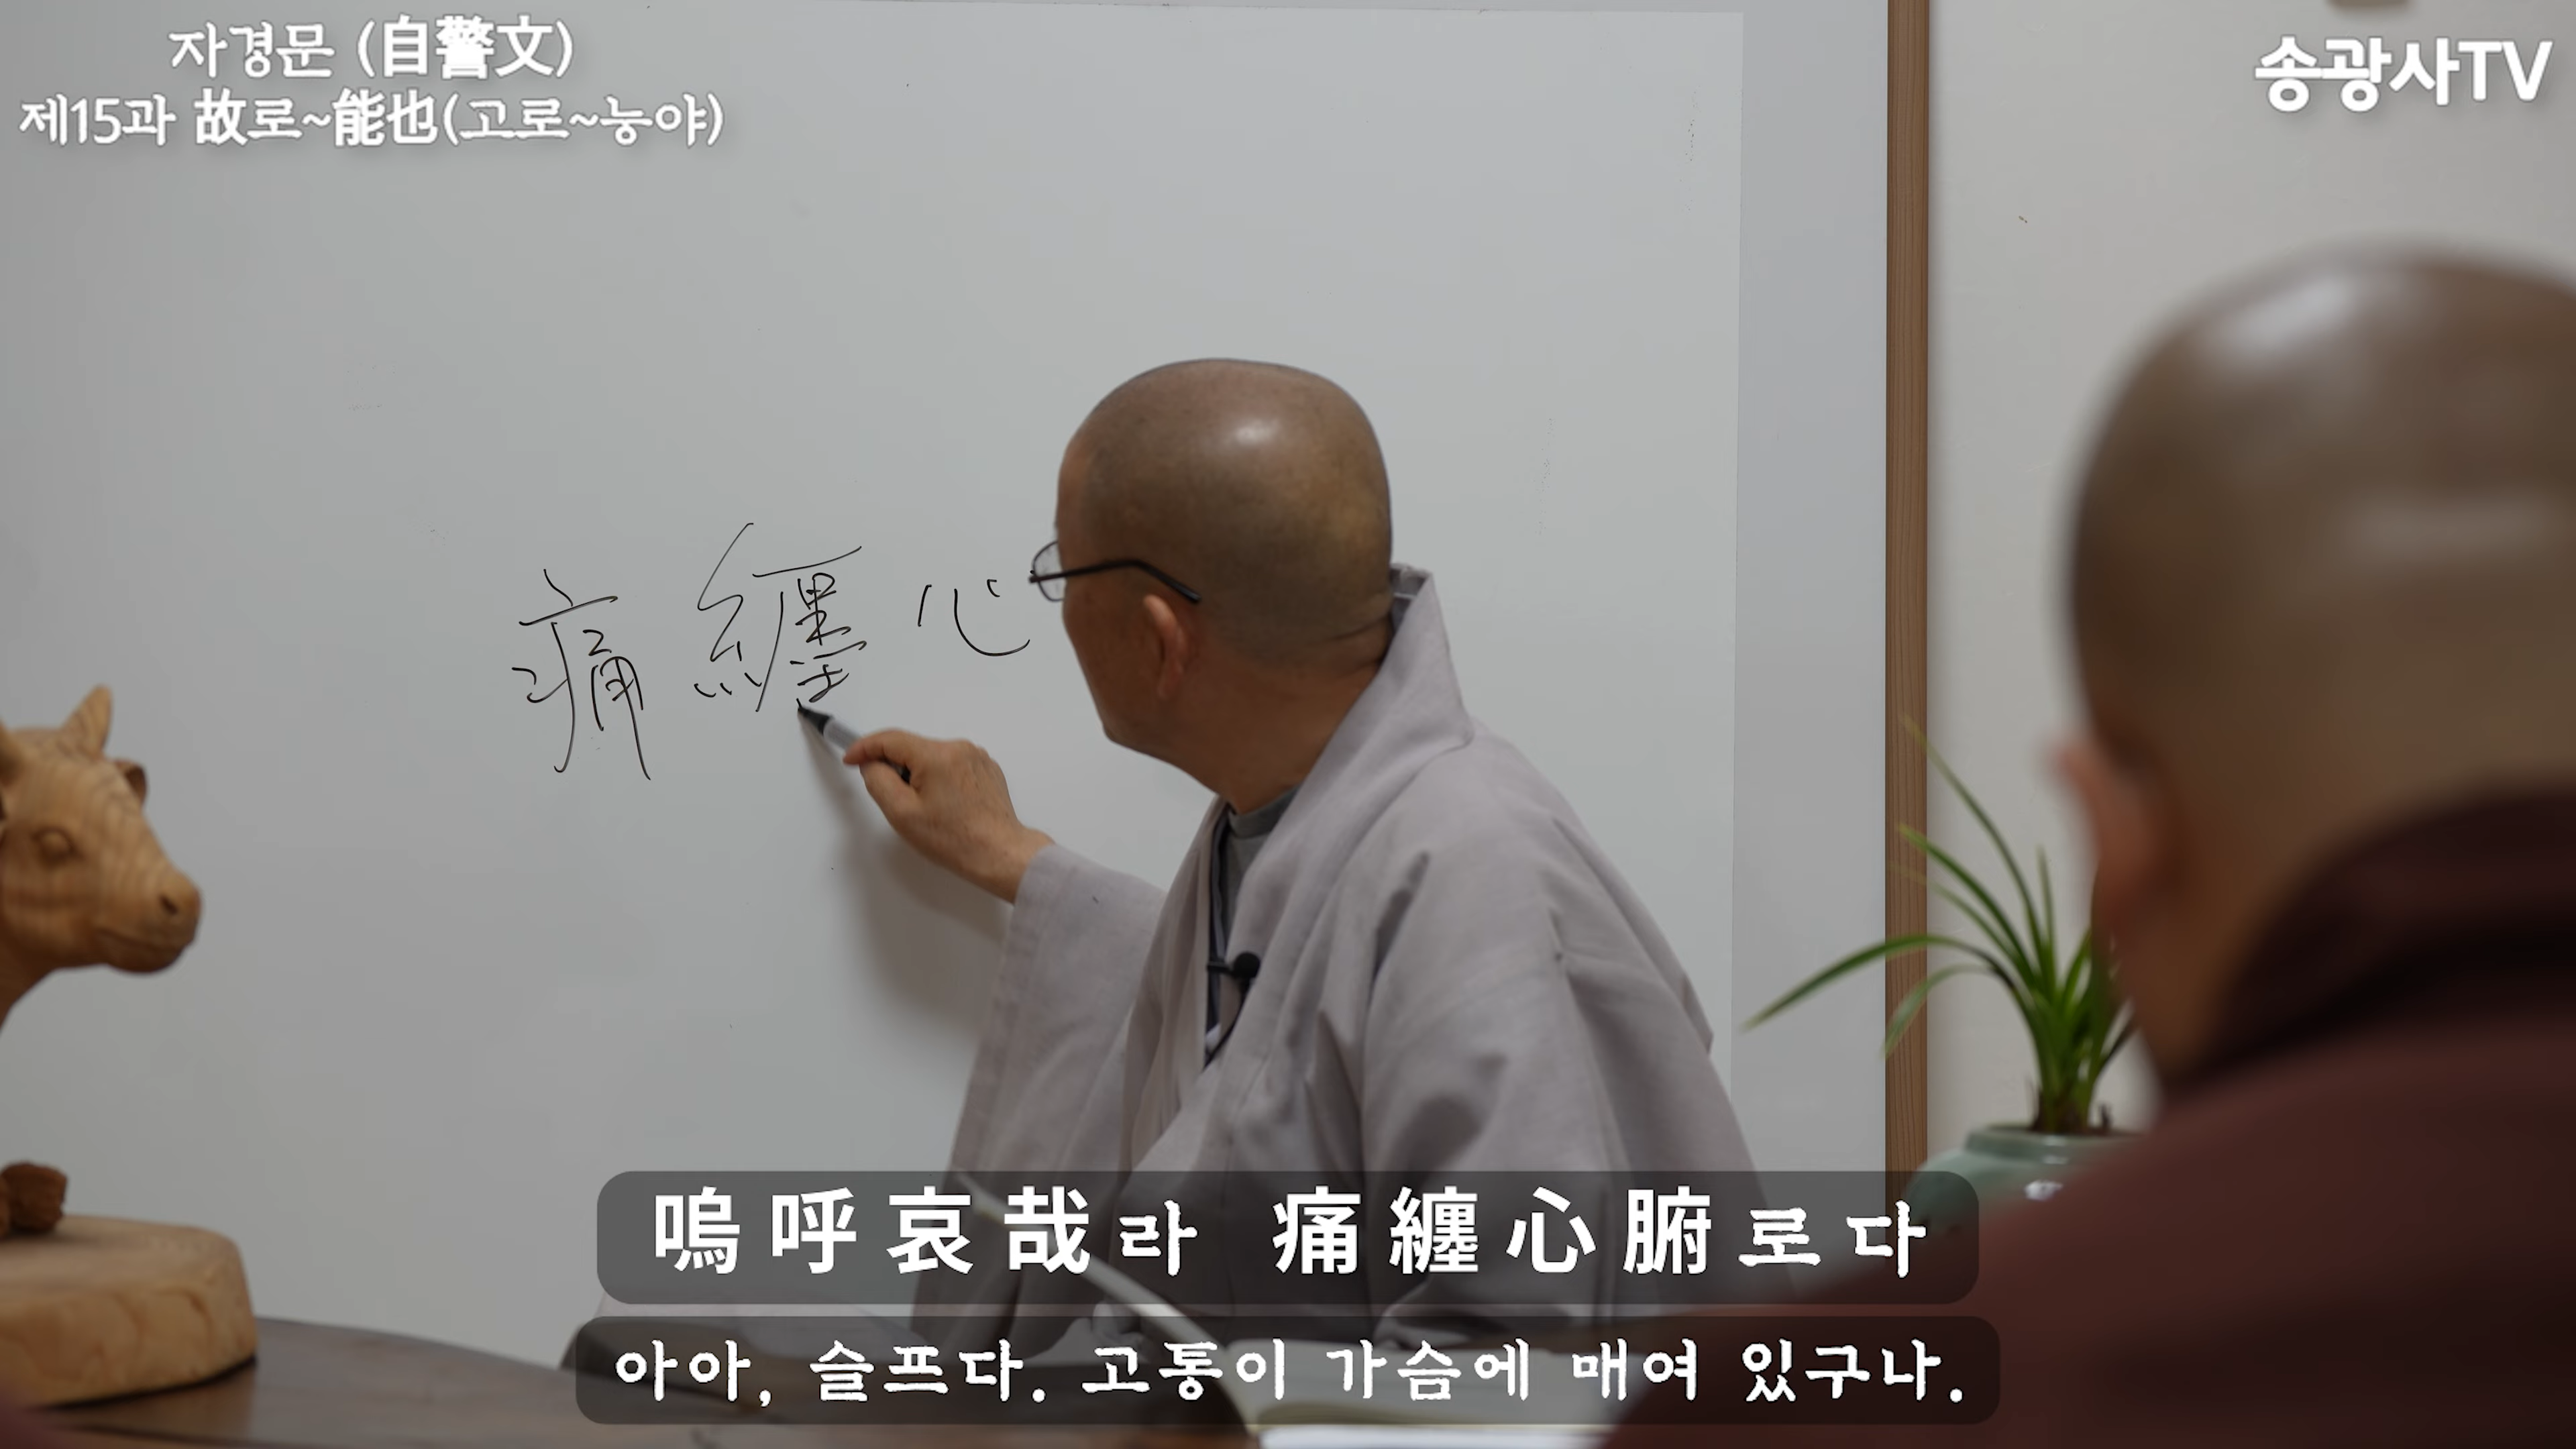 자경문 (自警文)
제15과 故로~能也(고로~능야)
송광사TV
痛纏心
嗚呼哀哉라 痛纏心腑로다
아아, 슬프다. 고통이 가슴에 매여 있구나.